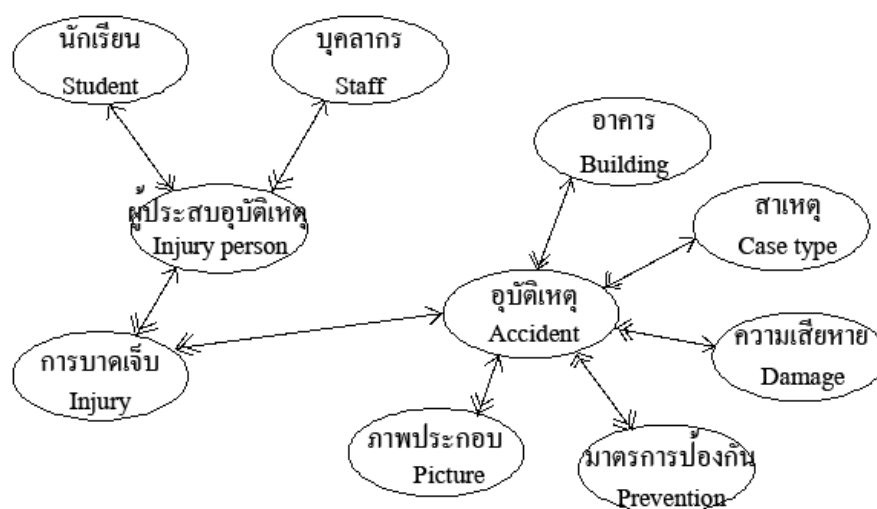 นักเรียน
Student
บุคลากร
Staff
อาคาร
Building
ผู้ประสบอุบัติเหตุ
Injury person
สาเหตุ
Case type
อุบัติเหตุ
Accident
ความเสียหาย
Damage
การบาดเจ็บ
Injury
ภาพประกอบ
Picture
มาตรการป้องกัน
Prevention